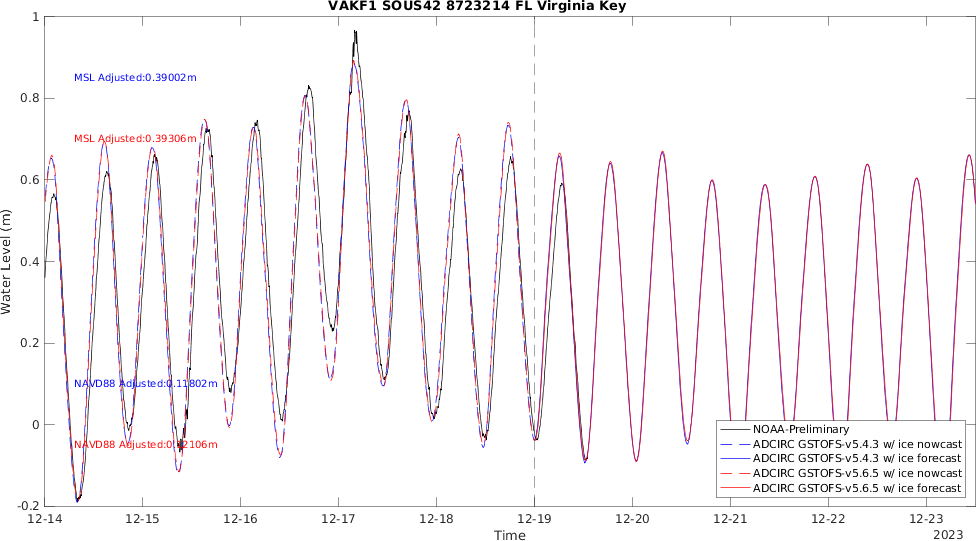 VAKF1 SOUS42 8723214 FL Virginia Key
1
0.8
0.6
0.4
0.2
0
-0.2
Water Level (m)
MSL Adjusted:0.39002m
MSL Adjusted:0.39306m
NAVD88 Adjusted:0.11802m
NAVD88 Adjusted:0.12106m
NOAA-Preliminary
ADCIRC GSTOFS-v5.4.3 w/ ice nowcast
ADCIRC GSTOFS-v5.4.3 w/ ice forecast
ADCIRC GSTOFS-v5.6.5 w/ ice nowcast
ADCIRC GSTOFS-v5.6.5 w/ ice forecast
12-14 12-15 12-16 12-17 12-18 12-19 12-20 12-21 12-22 12-23
Time
2023